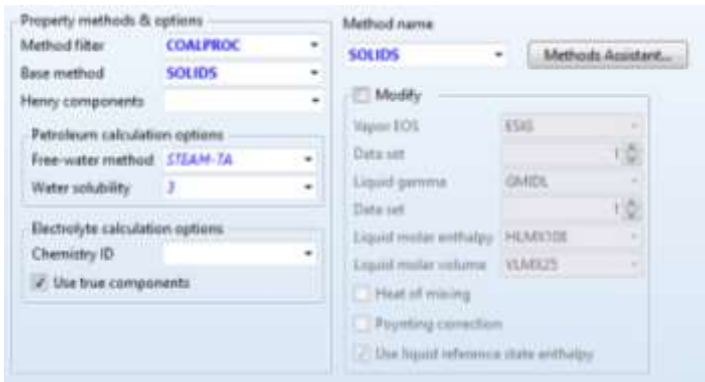 Property methods & options
Method filter COALPROC
Base method SOLIDS
Henry components
Petroleum calculation options
Free-water method STEAM-TA
Water solubility 3
Electrolyte calculation options
Chemistry ID
Use true components
Method name
SOLIDS Methods Assistant...
Modify
Vapor EOS ESIG
Data set 1
Liquid gamma GMIDL
Data set 1
Liquid molar enthalpy HLMX108
Liquid molar volume VLMX25
Heat of mixing
Poynting correction
Use liquid reference state enthalpy